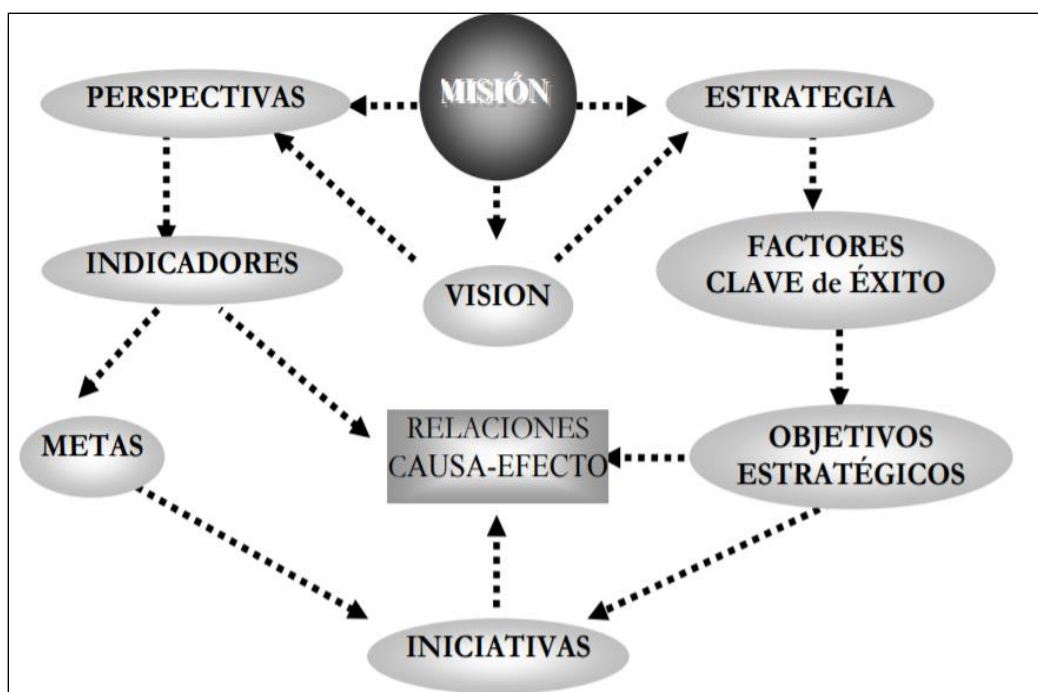 MISIÓN
PERSPECTIVAS
ESTRATEGIA
INDICADORES
VISION
FACTORES
CLAVE de ÉXITO
METAS
RELACIONES
CAUSA-EFECTO
OBJETIVOS
ESTRATÉGICOS
INICIATIVAS